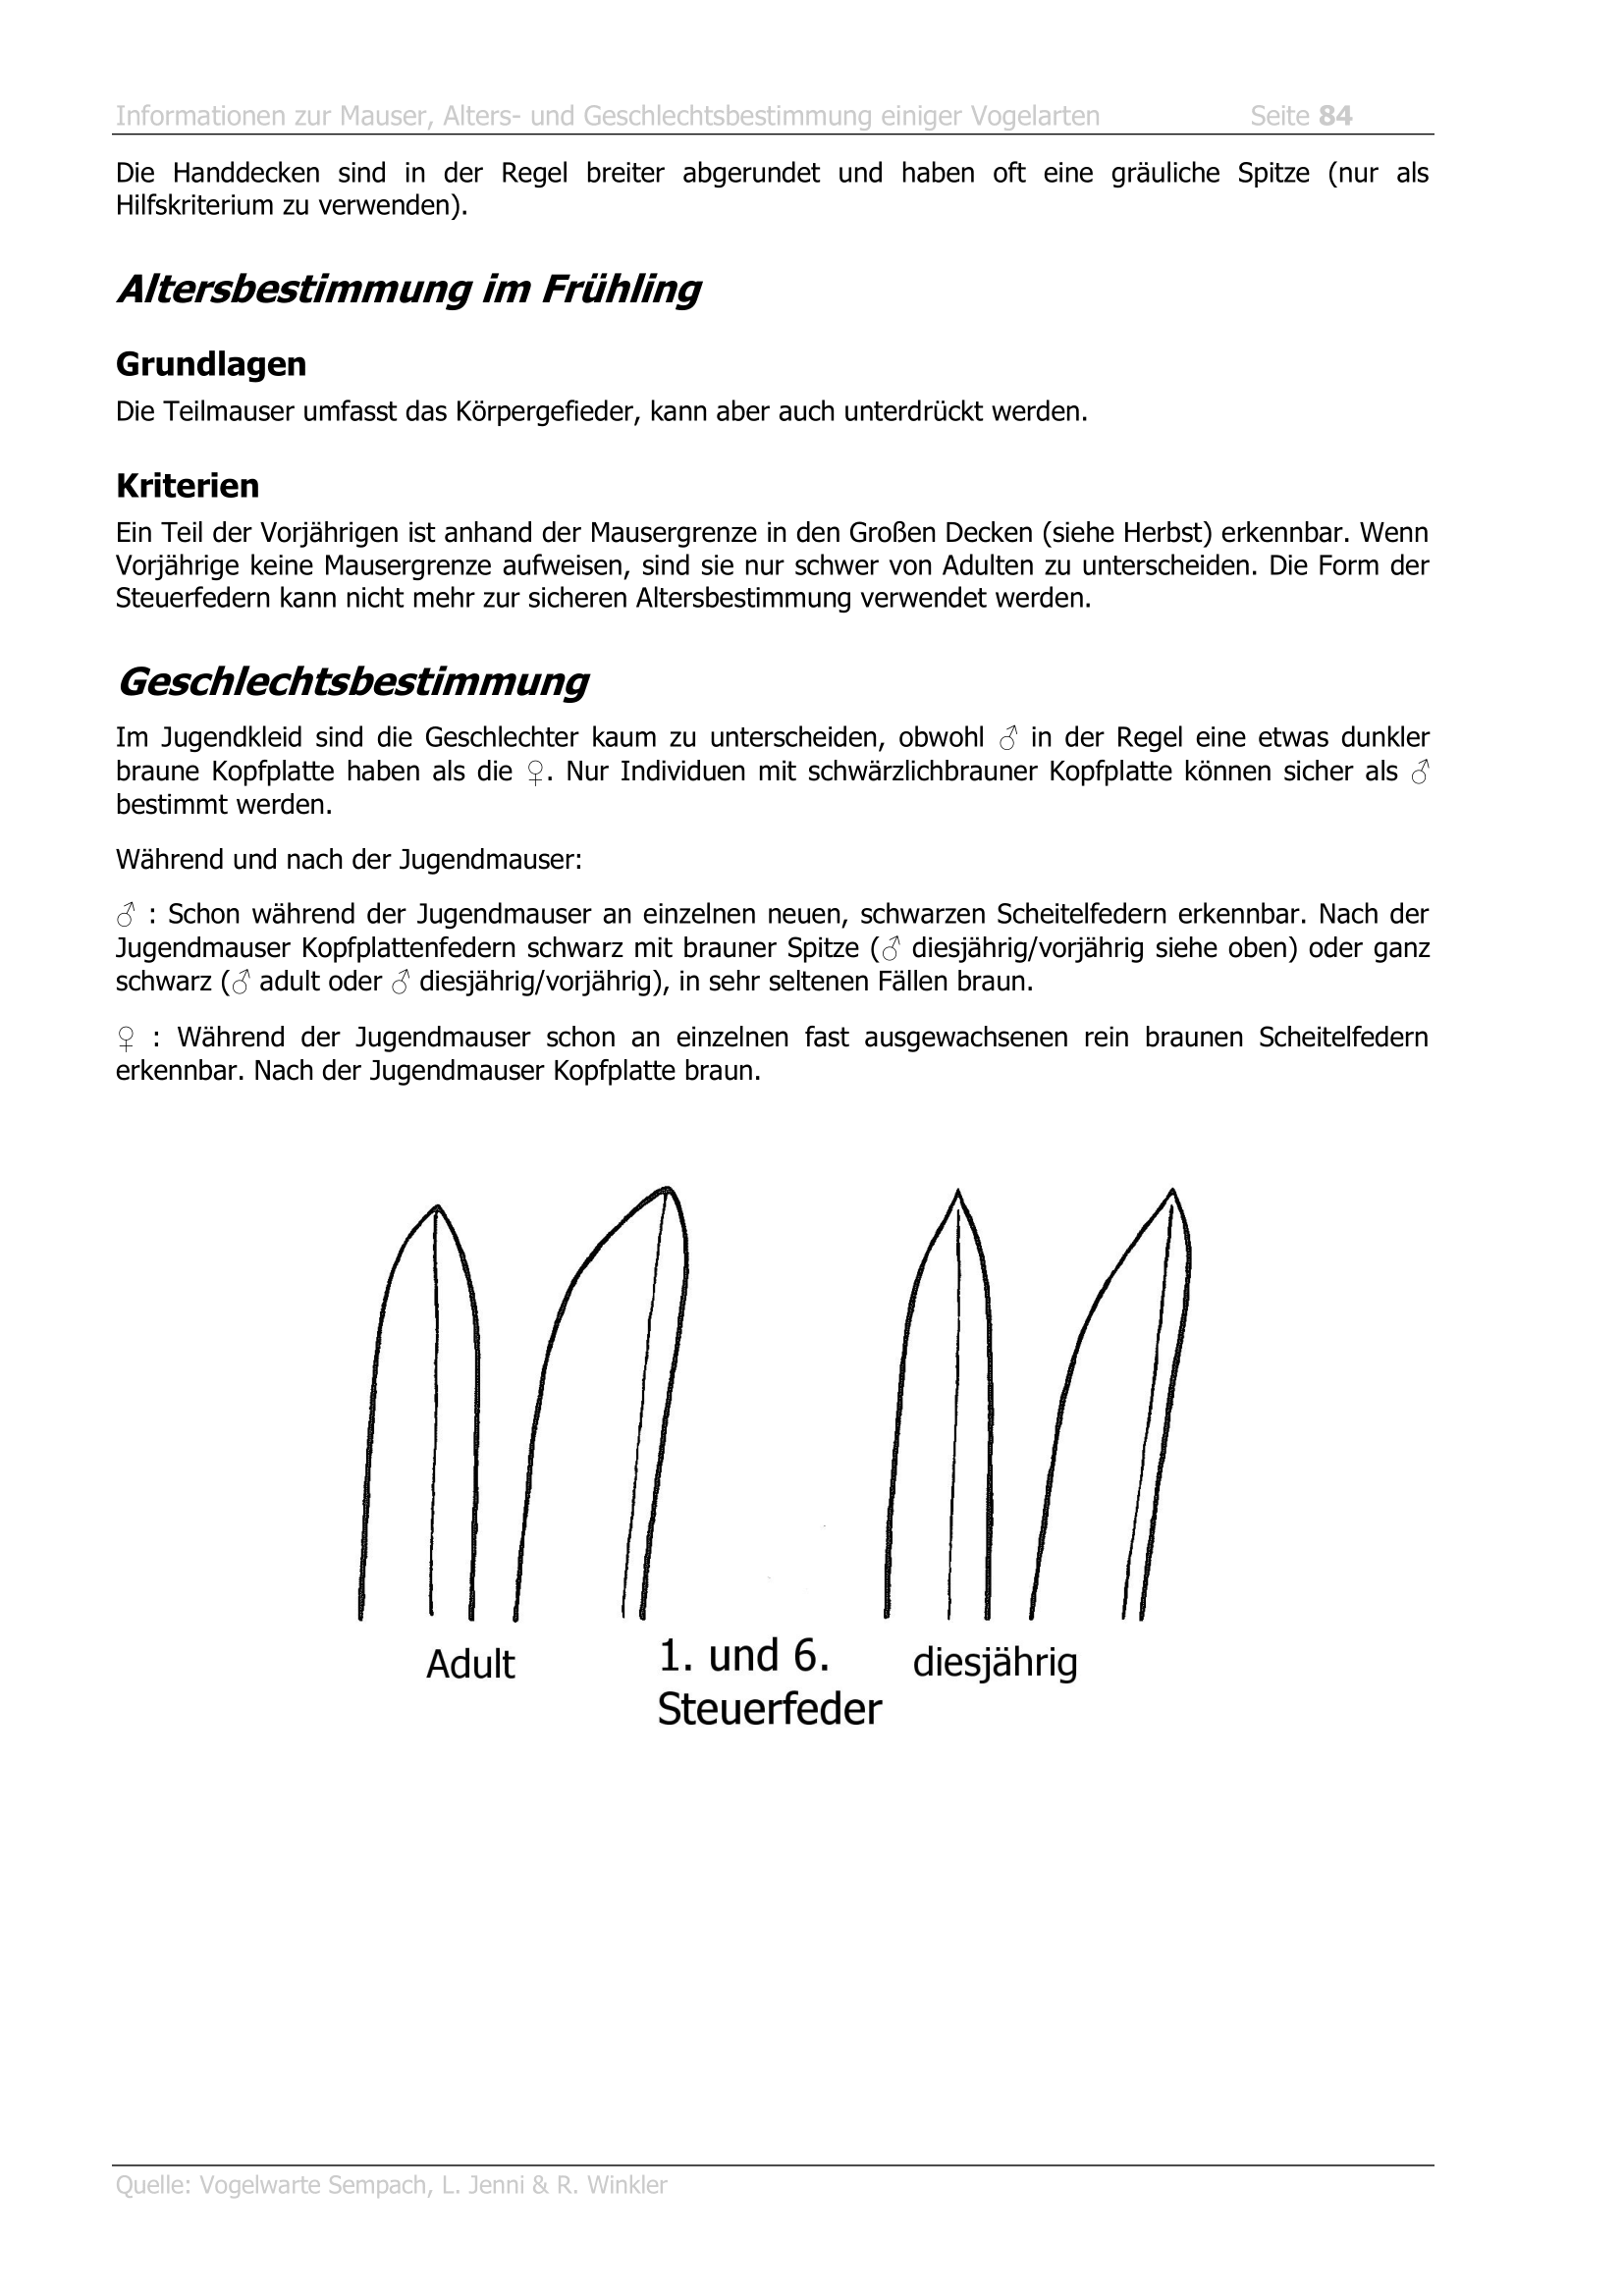 Informationen zur Mauser, Alters- und Geschlechtsbestimmung einiger Vogelarten Seite 84
Die Handdecken sind in der Regel breiter abgerundet und haben oft eine gräuliche Spitze (nur als
Hilfskriterium zu verwenden).
Altersbestimmung im Frühling
Grundlagen
Die Teilmauser umfasst das Körpergefieder, kann aber auch unterdrückt werden.
Kriterien
Ein Teil der Vorjährigen ist anhand der Mausergrenze in den Großen Decken (siehe Herbst) erkennbar. Wenn
Vorjährige keine Mausergrenze aufweisen, sind sie nur schwer von Adulten zu unterscheiden. Die Form der
Steuerfedern kann nicht mehr zur sicheren Altersbestimmung verwendet werden.
Geschlechtsbestimmung
Im Jugendkleid sind die Geschlechter kaum zu unterscheiden, obwohl ♂ in der Regel eine etwas dunkler
braune Kopfplatte haben als die ♀. Nur Individuen mit schwärzlichbrauner Kopfplatte können sicher als ♂
bestimmt werden.
Während und nach der Jugendmauser:
♂ : Schon während der Jugendmauser an einzelnen neuen, schwarzen Scheitelfedern erkennbar. Nach der
Jugendmauser Kopfplattenfedern schwarz mit brauner Spitze (♂ diesjährig/vorjährig siehe oben) oder ganz
schwarz (♂ adult oder ♂ diesjährig/vorjährig), in sehr seltenen Fällen braun.
♀ : Während der Jugendmauser schon an einzelnen fast ausgewachsenen rein braunen Scheitelfedern
erkennbar. Nach der Jugendmauser Kopfplatte braun.
Adult
1. und 6.
Steuerfeder
diesjährig
Quelle: Vogelwarte Sempach, L. Jenni & R. Winkler